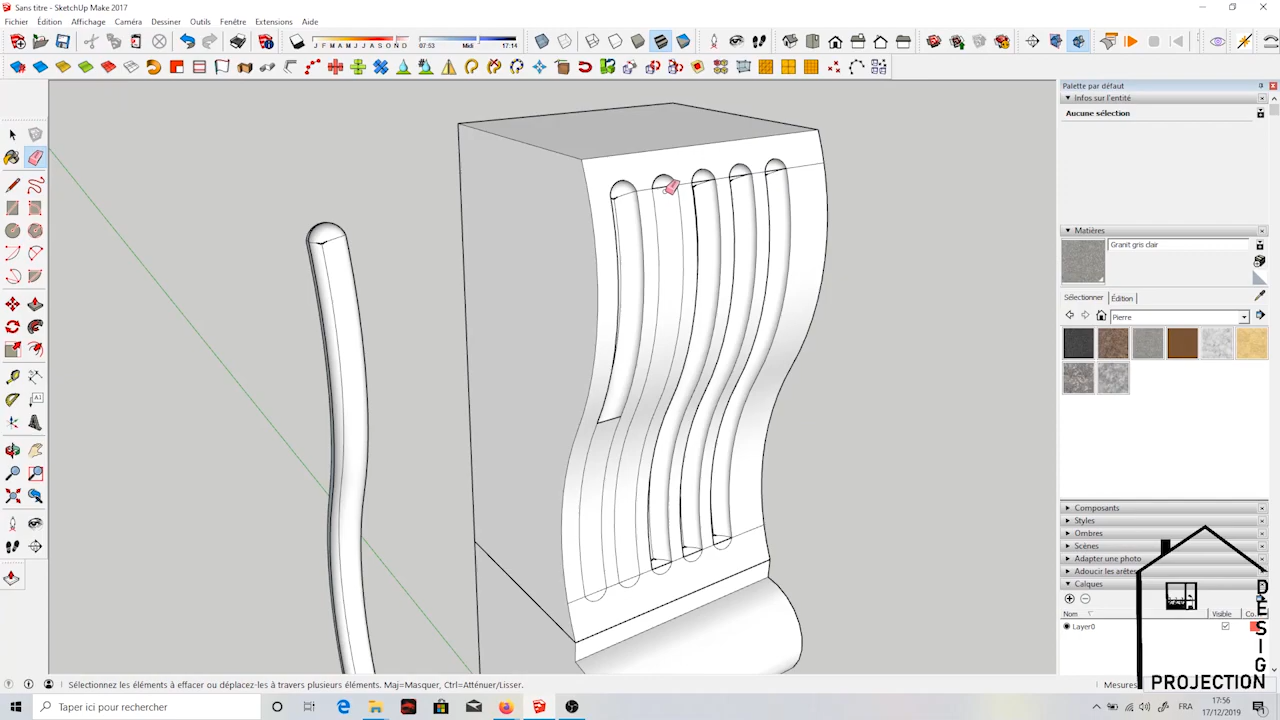 Sans titre - SketchUp Make 2017
Fichier Édition Affichage Caméra Dessiner Outils Fenêtre Extensions Aide
J F M A M J J A S O N D 07:53 Midi 17:14
Palette par défaut
Infos sur l'entité
Aucune sélection
Matières
Granit gris clair
Sélectionner Édition
Pierre
Composants
Styles
Ombres
Scènes
Adapter une photo
Adoucir les arête
Calques
Nom Visible Co
Layer0
DESIGN
PROJECTION
Sélectionnez les éléments à effacer ou déplacez-les à travers plusieurs éléments. Maj=Masquer, Ctrl=Atténuer/Lisser.
Mesures
Taper ici pour rechercher
FRA
17:56
17/12/2019